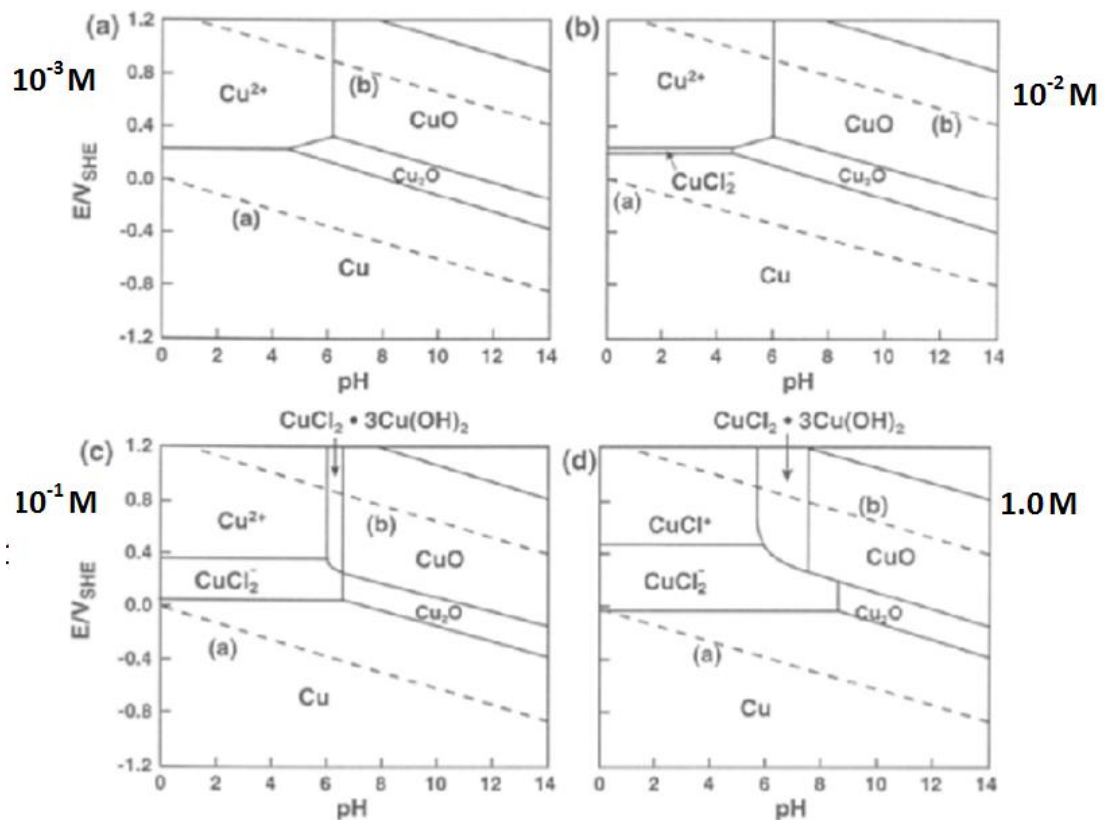 (a)
10⁻³ M
1.2
0.8
0.4
0.0
-0.4
-0.8
-1.2
E/V_SHE
Cu²⁺
(b)
CuO
Cu₂O
(a)
Cu
0 2 4 6 8 10 12 14
pH
(b)
10⁻² M
Cu²⁺
CuO
(b)
CuCl₂⁻
Cu₂O
(a)
Cu
0 2 4 6 8 10 12 14
pH
CuCl₂ • 3Cu(OH)₂
(c)
10⁻¹ M
1.2
0.8
0.4
0.0
-0.4
-0.8
-1.2
E/V_SHE
Cu²⁺
(b)
CuO
CuCl₂⁻
Cu₂O
(a)
Cu
0 2 4 6 8 10 12 14
pH
CuCl₂ • 3Cu(OH)₂
(d)
1.0 M
CuCl⁺
(b)
CuO
CuCl₂⁻
Cu₂O
(a)
Cu
0 2 4 6 8 10 12 14
pH